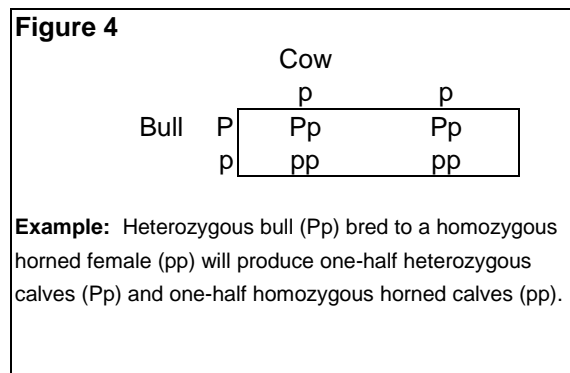 Figure 4
Cow
p p
Bull P Pp Pp
p pp pp
Example: Heterozygous bull (Pp) bred to a homozygous
horned female (pp) will produce one-half heterozygous
calves (Pp) and one-half homozygous horned calves (pp).